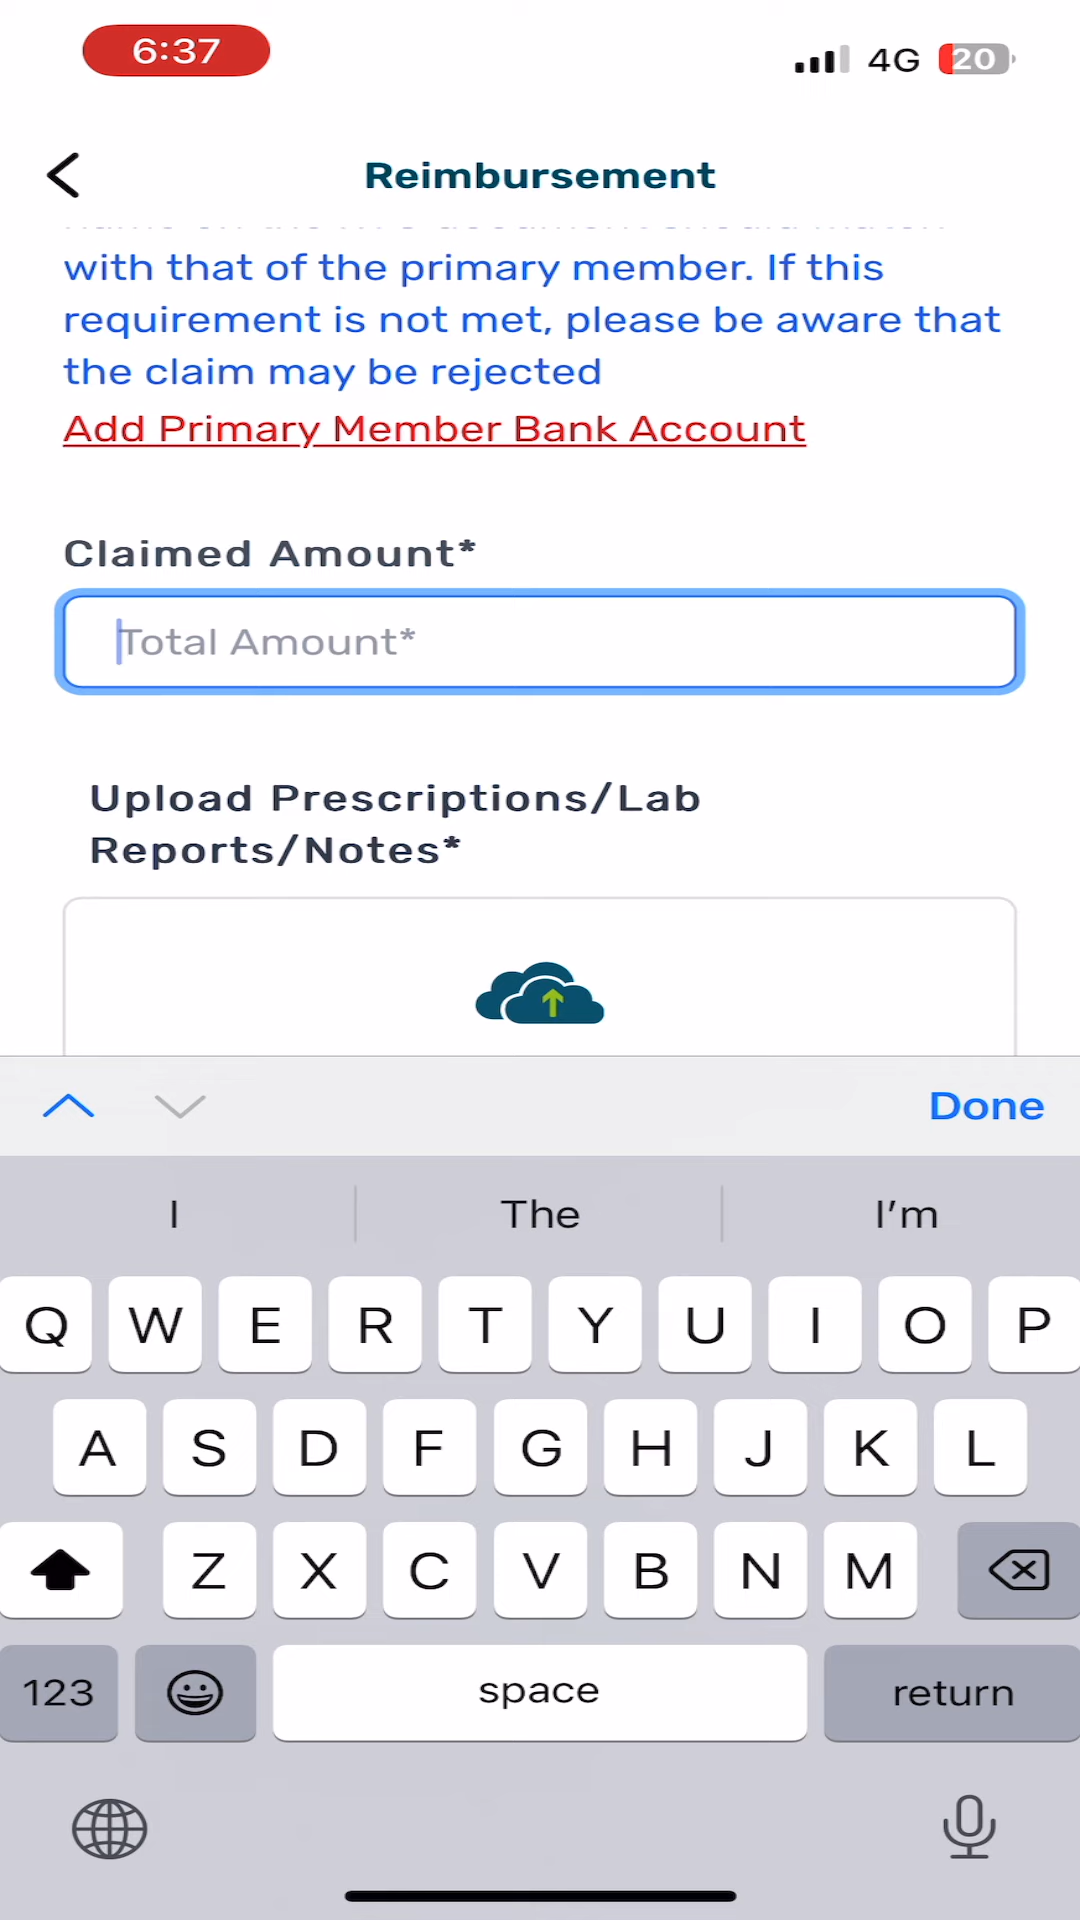 6:37
4G
20
Reimbursement
with that of the primary member. If this
requirement is not met, please be aware that
the claim may be rejected
Add Primary Member Bank Account
Claimed Amount*
Total Amount*
Upload Prescriptions/Lab
Reports/Notes*
Done
I The I'm
Q W E R T Y U I O P
A S D F G H J K L
Z X C V B N M
123 space return